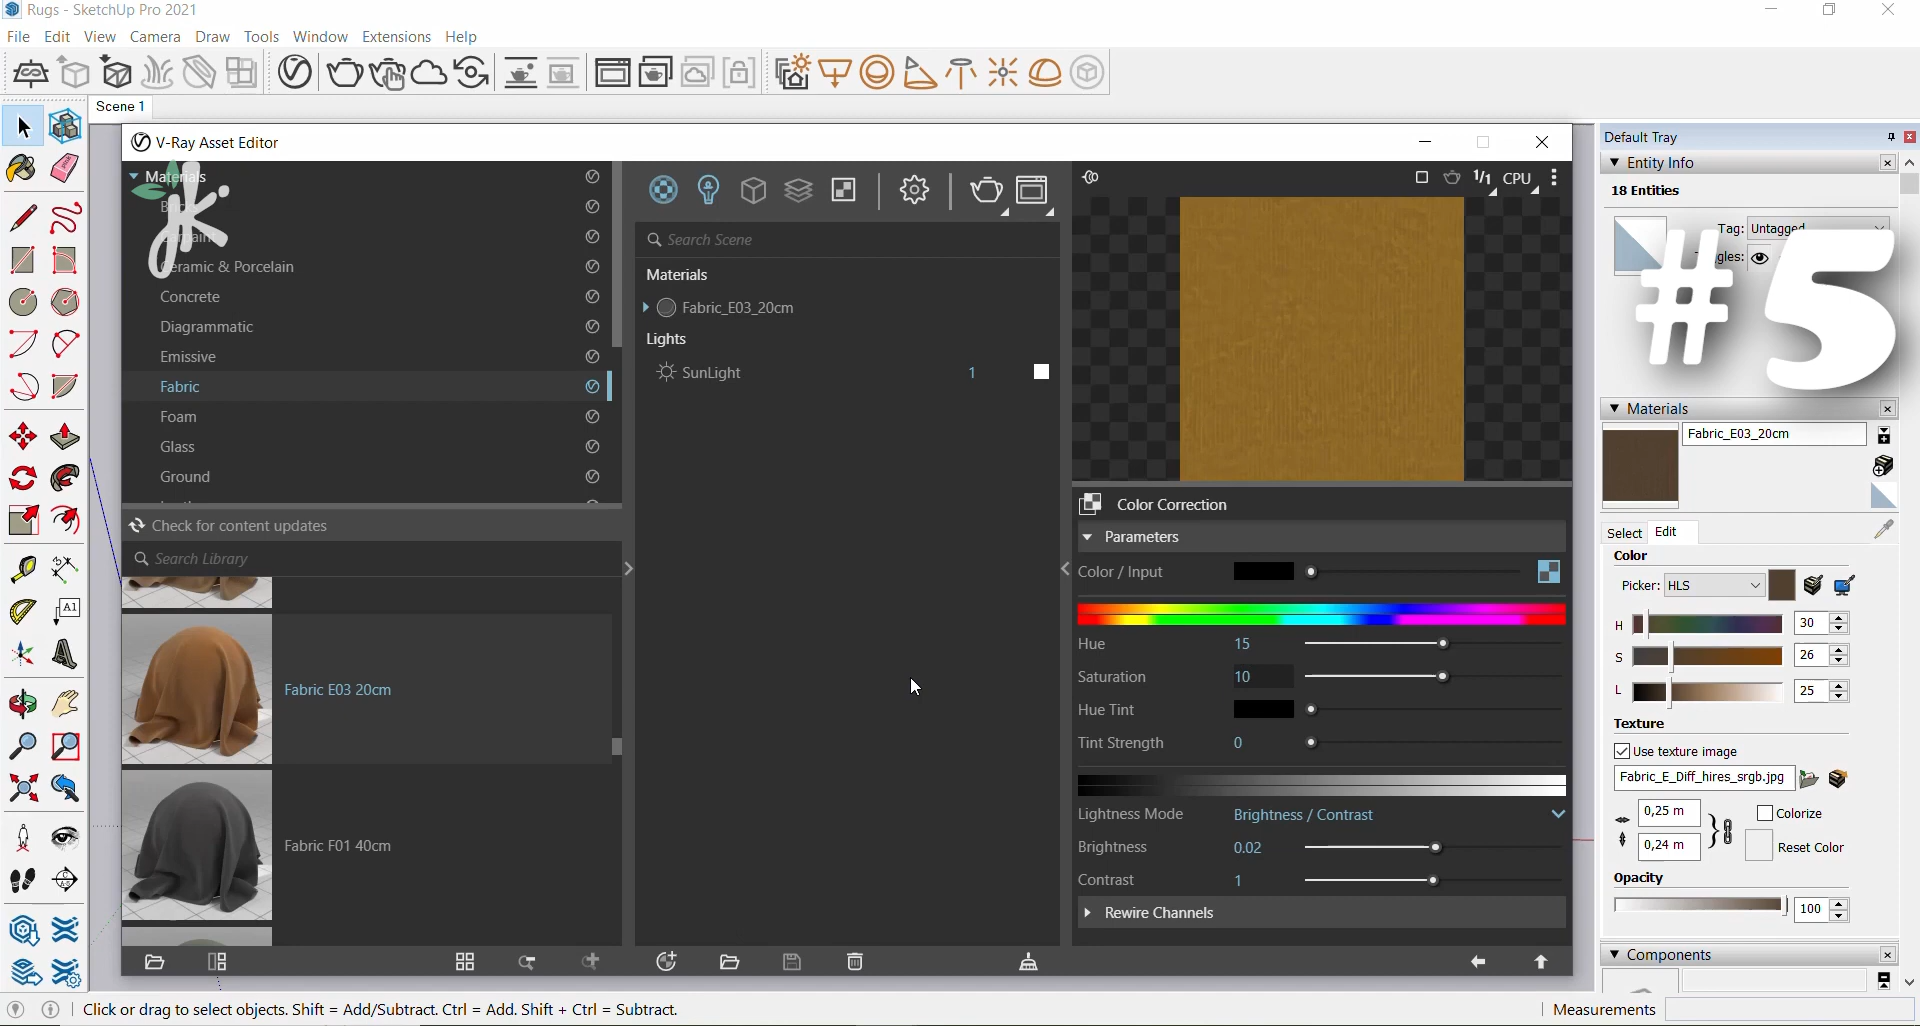 Rugs - SketchUp Pro 2021
File Edit View Camera Draw Tools Window Extensions Help
Scene 1
V-Ray Asset Editor
Materials
Ceramic & Porcelain
Concrete
Diagrammatic
Emissive
Fabric
Foam
Glass
Ground
Check for content updates
Search Library
Fabric E03 20cm
Fabric F01 40cm
Search Scene
Materials
Fabric_E03_20cm
Lights
SunLight 1
1/1 CPU
Color Correction
Parameters
Color / Input
Hue 15
Saturation 10
Hue Tint
Tint Strength 0
Lightness Mode Brightness / Contrast
Brightness 0.02
Contrast 1
Rewire Channels
Default Tray
Entity Info
18 Entities
Tag: Untagged
#5
Materials
Fabric_E03_20cm
Select Edit
Color
Picker: HLS
H 30
S 26
L 25
Texture
Use texture image
Fabric_E_Diff_hires_srgb.jpg
0,25 m
Colorize
0,24 m
Reset Color
Opacity
100
Components
jk
A1
Click or drag to select objects. Shift = Add/Subtract. Ctrl = Add. Shift + Ctrl = Subtract.
Measurements